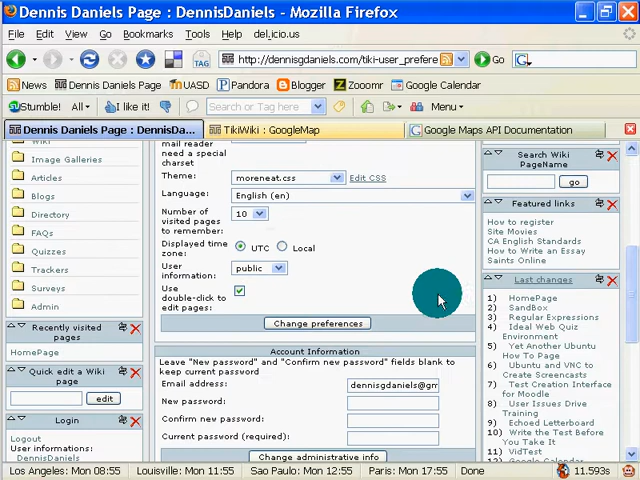 Dennis Daniels Page : DennisDaniels - Mozilla Firefox
File Edit View Go Bookmarks Tools Help del.icio.us
TAG http://dennisgdaniels.com/tiki-user_prefere Go G
News Dennis Daniels Page UASD Pandora Blogger Zooomr Google Calendar
Stumble! All I like it! Search or Tag here Menu
Dennis Daniels Page : DennisDa... TikiWiki : GoogleMap Google Maps API Documentation
Wiki
Image Galleries
Articles
Blogs
Directory
FAQs
Quizzes
Trackers
Surveys
Admin
Recently visited
pages
HomePage
Quick edit a Wiki
page
edit
Login
Logout
User informations:
DennisDaniels
mail reader
need a special
charset
Theme: moreneat.css Edit CSS
Language: English (en)
Number of
visited pages
to remember: 10
Displayed time
zone: UTC Local
User
information: public
Use
double-click to
edit pages:
Change preferences
Account Information
Leave "New password" and "Confirm new password" fields blank to
keep current password
Email address: dennisgdaniels@gm
New password:
Confirm new password:
Current password (required):
Change administrative info
Search Wiki
PageName
go
Featured links
How to register
Site Movies
CA English Standards
How to Write an Essay
Saints Online
Last changes
1) HomePage
2) SandBox
3) Regular Expressions
4) Ideal Web Quiz
Environment
5) Yet Another Ubuntu
How To Page
6) Ubuntu and VNC to
Create Screencasts
7) Test Creation Interface
for Moodle
8) User Issues Drive
Training
9) Echoed Letterboard
10) Write the Test Before
You Take It
11) VidTest
12) Google Calendar
Los Angeles: Mon 08:55 Louisville: Mon 11:55 Sao Paulo: Mon 12:55 Paris: Mon 17:55 Done 11.593s